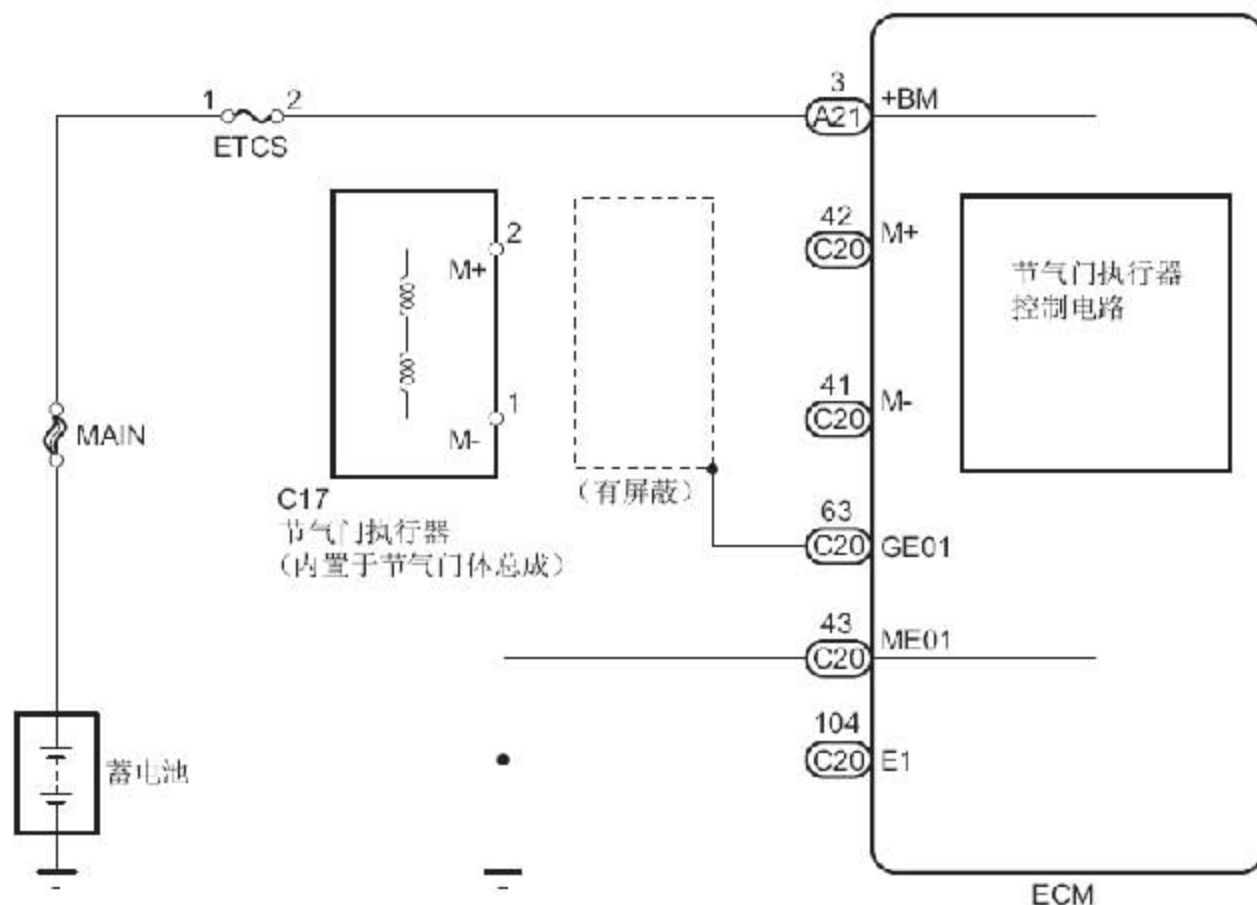 3
+BM
A21
1
2
ETCS
42
M+
C20
2
M+
节气门执行器
控制电路
41
M-
C20
1
M-
MAIN
(有屏蔽)
C17
节气门执行器
(内置于节气门体总成)
63
C20
GE01
43
ME01
C20
104
C20
E1
蓄电池
ECM